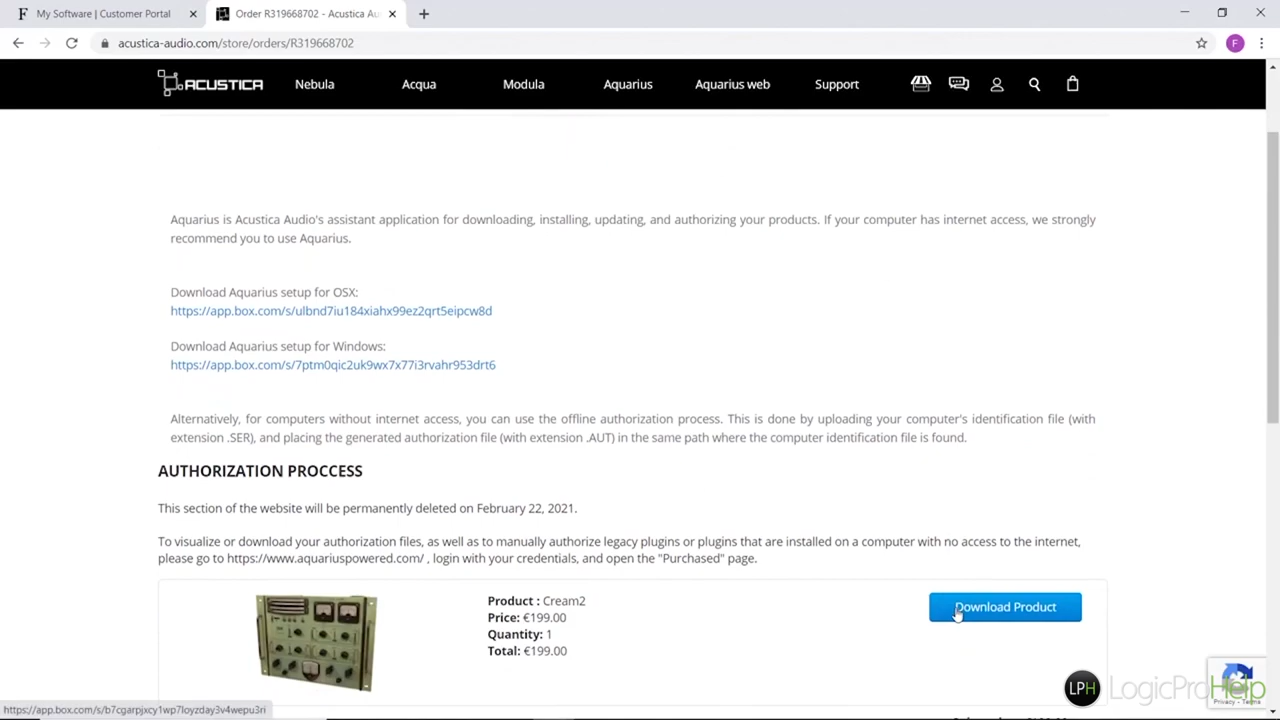 My Software | Customer Portal
Order R319668702 - Acustica Au
acustica-audio.com/store/orders/R319668702
F
ACUSTICA
Nebula
Acqua
Modula
Aquarius
Aquarius web
Support
Aquarius is Acustica Audio's assistant application for downloading, installing, updating, and authorizing your products. If your computer has internet access, we strongly
recommend you to use Aquarius.
Download Aquarius setup for OSX:
https://app.box.com/s/ulbnd7iu184xiahx99ez2qrt5eipcw8d
Download Aquarius setup for Windows:
https://app.box.com/s/7ptm0qic2uk9wx7x77i3rvahr953drt6
Alternatively, for computers without internet access, you can use the offline authorization process. This is done by uploading your computer's identification file (with
extension .SER), and placing the generated authorization file (with extension .AUT) in the same path where the computer identification file is found.
AUTHORIZATION PROCCESS
This section of the website will be permanently deleted on February 22, 2021.
To visualize or download your authorization files, as well as to manually authorize legacy plugins or plugins that are installed on a computer with no access to the internet,
please go to https://www.aquariuspowered.com/ , login with your credentials, and open the "Purchased" page.
Product : Cream2
Price: €199.00
Quantity: 1
Total: €199.00
Download Product
LPH LogicProHelp
Privacy - Terms
https://app.box.com/s/b7cgarpjxcy1wp7loyzday3v4wepu3ri